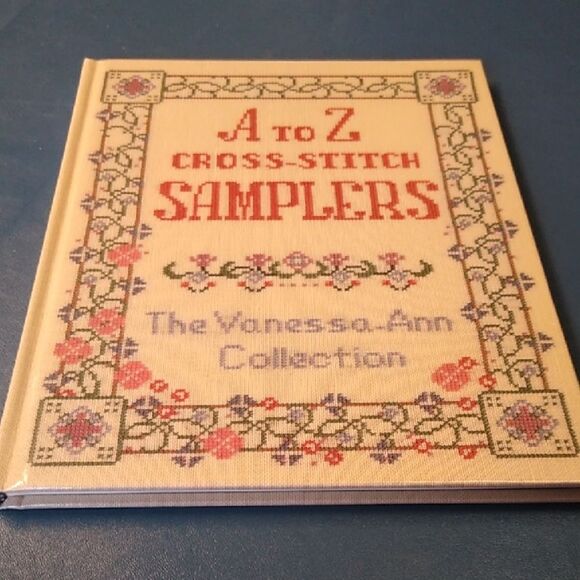 A TO Z
CROSS-STITCH
SAMPLERS
The Vanessa-Ann
Collection